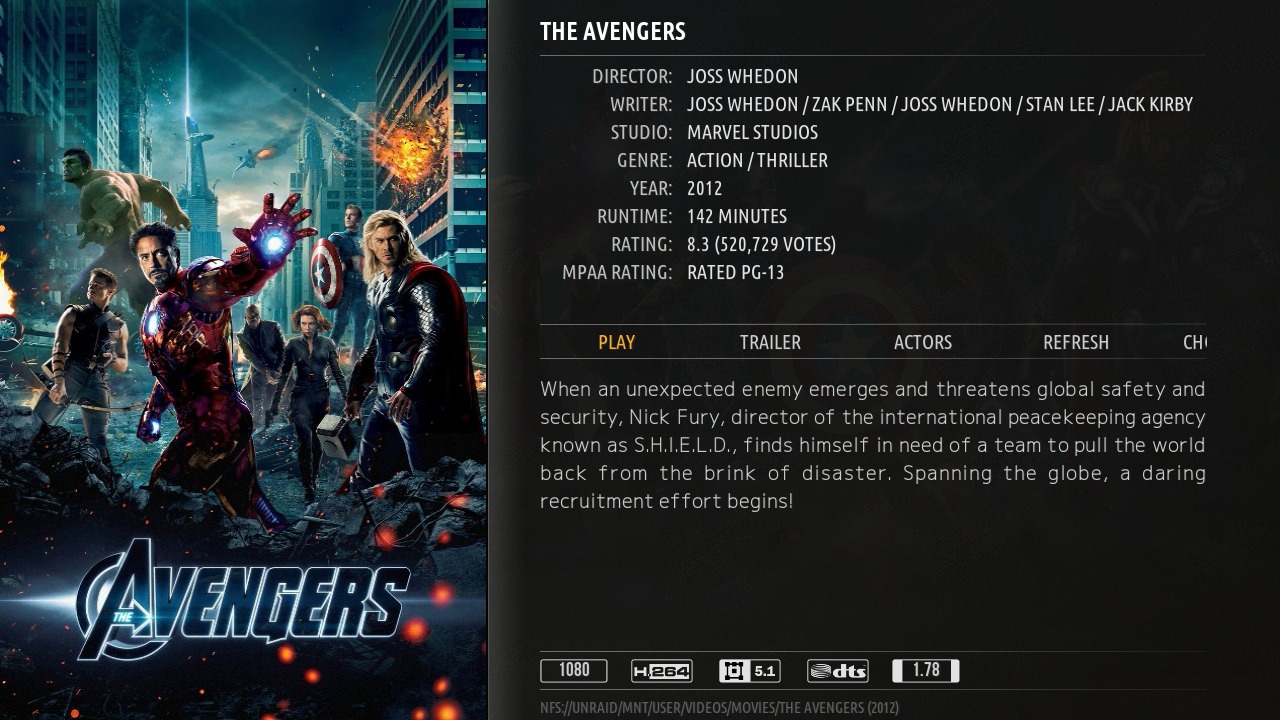 THE AVENGERS
DIRECTOR: JOSS WHEDON
WRITER: JOSS WHEDON / ZAK PENN / JOSS WHEDON / STAN LEE / JACK KIRBY
STUDIO: MARVEL STUDIOS
GENRE: ACTION / THRILLER
YEAR: 2012
RUNTIME: 142 MINUTES
RATING: 8.3 (520,729 VOTES)
MPAA RATING: RATED PG-13
PLAY TRAILER ACTORS REFRESH
When an unexpected enemy emerges and threatens global safety and
security, Nick Fury, director of the international peacekeeping agency
known as S.H.I.E.L.D., finds himself in need of a team to pull the world
back from the brink of disaster. Spanning the globe, a daring
recruitment effort begins!
THE AVENGERS
1080 H.264 5.1 dts 1.78
NFS://UNRAID/MNT/USER/VIDEOS/MOVIES/THE AVENGERS (2012)